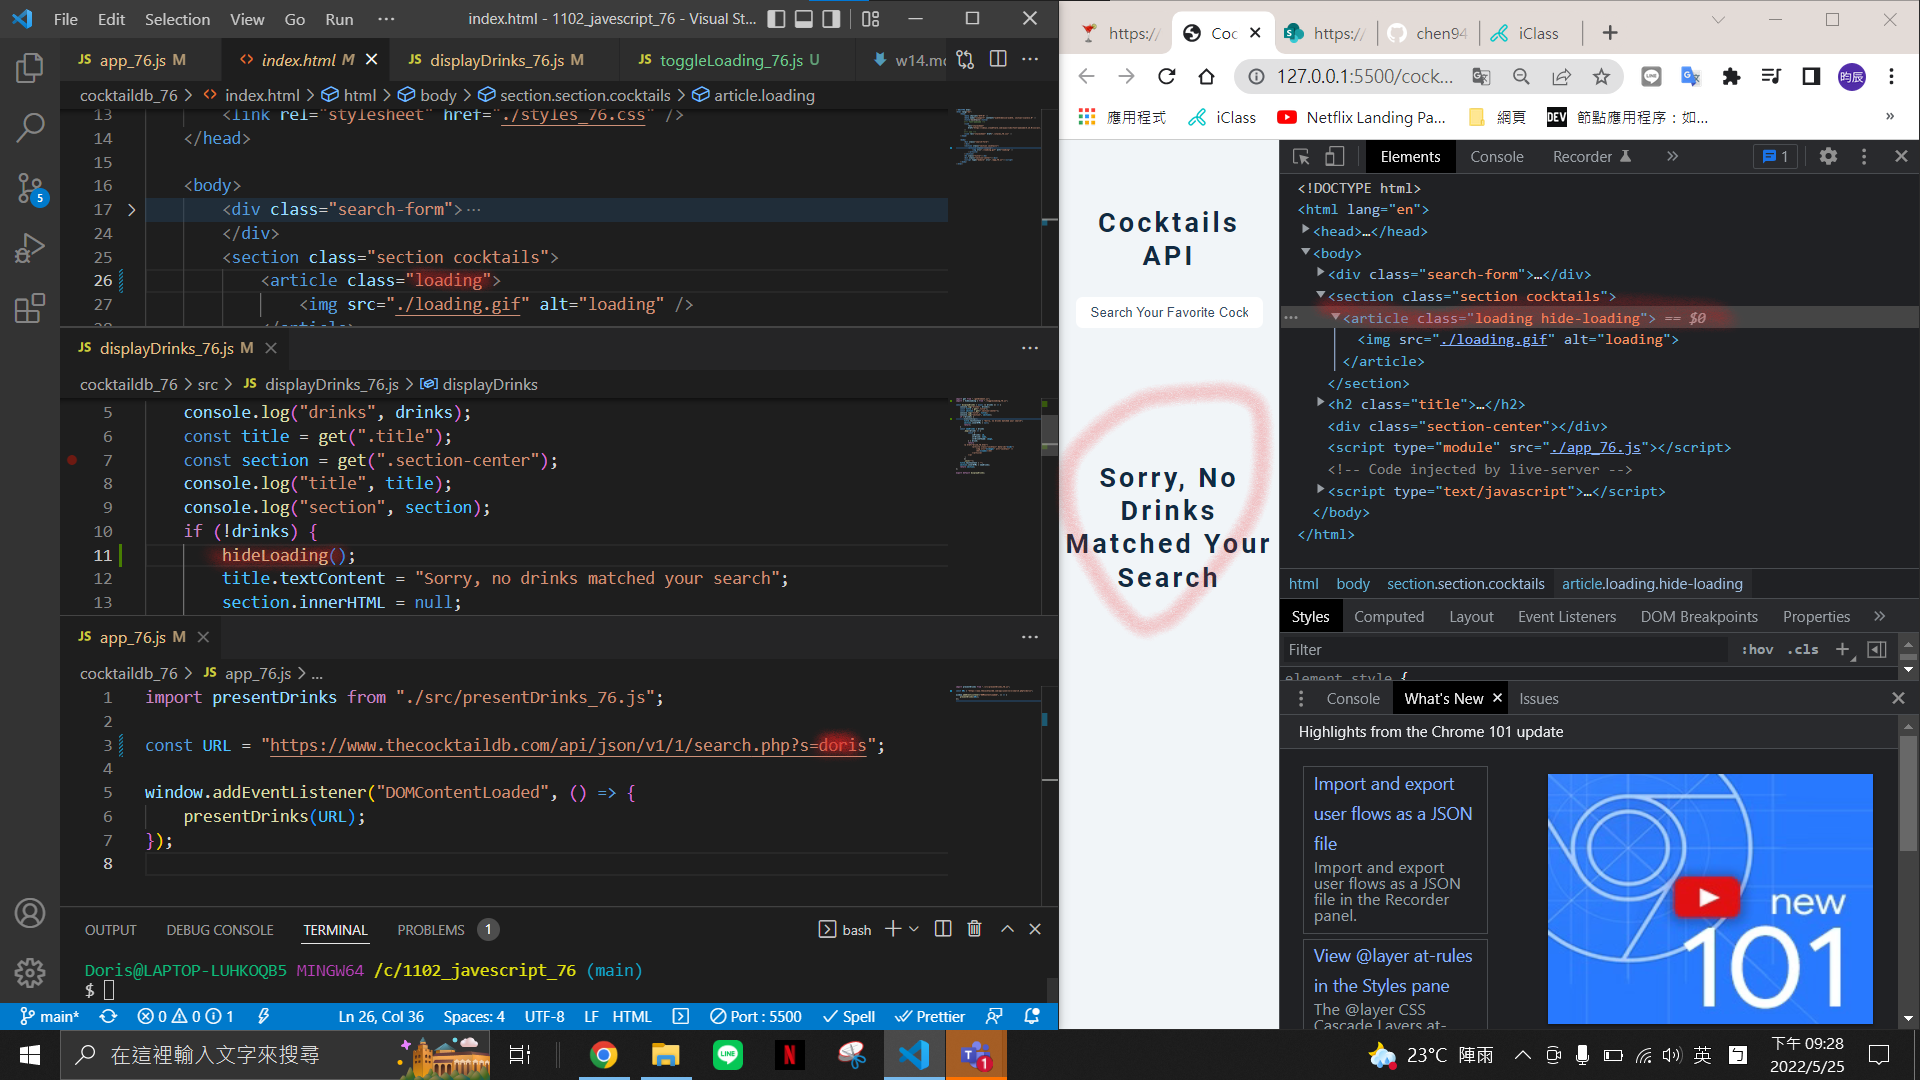 File Edit Selection View Go Run ··· index.html - 1102_javescript_76 - Visual St...
JS app_76.js M <> index.html M JS displayDrinks_76.js M JS toggleLoading_76.js U w14.mc
cocktaildb_76 > <> index.html > html > body > section.section.cocktails > article.loading
13 <link rel="stylesheet" href="./styles_76.css" />
14 </head>
15
16 <body>
17 <div class="search-form">···
24 </div>
25 <section class="section cocktails">
26 <article class="loading">
27 <img src="./loading.gif" alt="loading" />
28 </article>
JS displayDrinks_76.js M
cocktaildb_76 > src > JS displayDrinks_76.js > displayDrinks
5 console.log("drinks", drinks);
6 const title = get(".title");
7 const section = get(".section-center");
8 console.log("title", title);
9 console.log("section", section);
10 if (!drinks) {
11 hideLoading();
12 title.textContent = "Sorry, no drinks matched your search";
13 section.innerHTML = null;
JS app_76.js M
cocktaildb_76 > JS app_76.js > ...
1 import presentDrinks from "./src/presentDrinks_76.js";
2
3 const URL = "https://www.thecocktaildb.com/api/json/v1/1/search.php?s=doris";
4
5 window.addEventListener("DOMContentLoaded", () => {
6 presentDrinks(URL);
7 });
8
OUTPUT DEBUG CONSOLE TERMINAL PROBLEMS 1 bash
Doris@LAPTOP-LUHKOQB5 MINGW64 /c/1102_javescript_76 (main)
$
5
main* 0 0 1 Ln 26, Col 36 Spaces: 4 UTF-8 LF HTML Port : 5500 Spell Prettier
https:/ Coc https:/ chen94 iClass
127.0.0.1:5500/cock... 昀辰
應用程式 iClass Netflix Landing Pa... 網頁 DEV 節點應用程序：如... »
Cocktails
API
Search Your Favorite Cock
Sorry, No
Drinks
Matched Your
Search
Elements Console Recorder » 1
<!DOCTYPE html>
<html lang="en">
<head>…</head>
<body>
<div class="search-form">…</div>
<section class="section cocktails">
<article class="loading hide-loading"> == $0
<img src="./loading.gif" alt="loading">
</article>
</section>
<h2 class="title">…</h2>
<div class="section-center"></div>
<script type="module" src="./app_76.js"></script>
<!-- Code injected by live-server -->
<script type="text/javascript">…</script>
</body>
</html>
html body section.section.cocktails article.loading.hide-loading
Styles Computed Layout Event Listeners DOM Breakpoints Properties »
Filter :hov .cls +
element.style {
Console What's New Issues
Highlights from the Chrome 101 update
Import and export
user flows as a JSON
file
Import and export
user flows as a JSON
file in the Recorder
panel.
View @layer at-rules
in the Styles pane
The @layer CSS
Cascade Layers at-
new
101
在這裡輸入文字來搜尋
N
LINE
1
23°C 陣雨 英 下午 09:28
2022/5/25